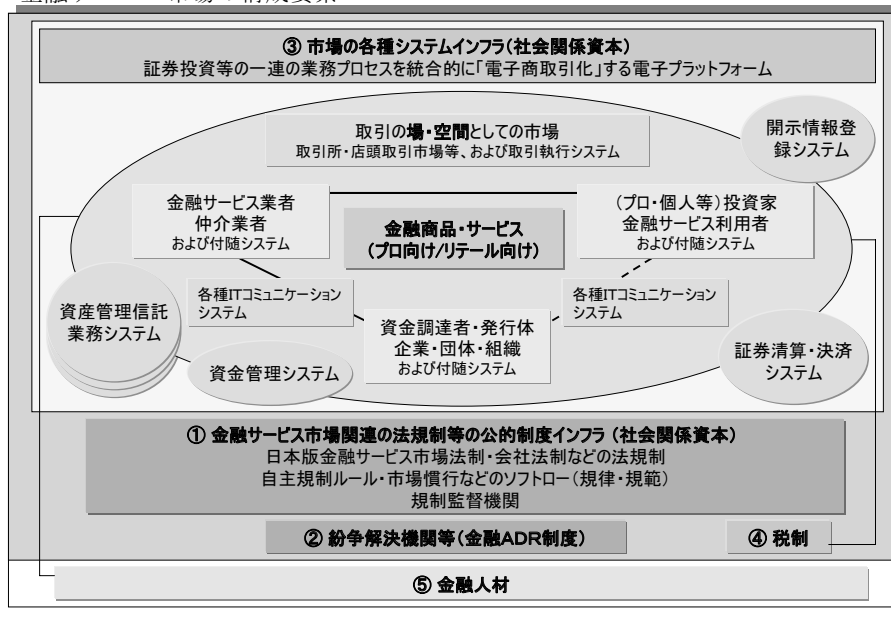 ③ 市場の各種システムインフラ(社会関係資本)
証券投資等の一連の業務プロセスを統合的に「電子商取引化」する電子プラットフォーム
取引の場・空間としての市場
取引所・店頭取引市場等、および取引執行システム
開示情報登
録システム
金融サービス業者
仲介業者
および付随システム
金融商品・サービス
(プロ向け/リテール向け)
(プロ・個人等)投資家
金融サービス利用者
および付随システム
資産管理信託
業務システム
各種ITコミュニケーション
システム
資金調達者・発行体
企業・団体・組織
および付随システム
各種ITコミュニケーション
システム
資金管理システム
証券清算・決済
システム
① 金融サービス市場関連の法規制等の公的制度インフラ (社会関係資本)
日本版金融サービス市場法制・会社法制などの法規制
自主規制ルール・市場慣行などのソフトロー(規律・規範)
規制監督機関
② 紛争解決機関等(金融ADR制度)
④ 税制
⑤ 金融人材